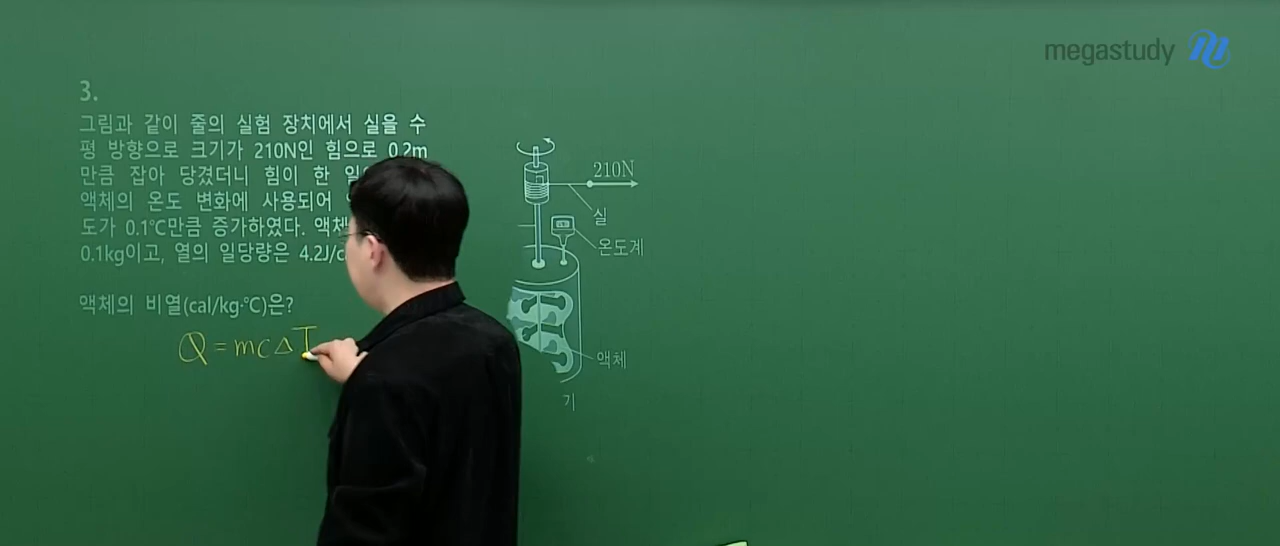 megastudy
3.
그림과 같이 줄의 실험 장치에서 실을 수
평 방향으로 크기가 210N인 힘으로 0.2m
만큼 잡아 당겼더니 힘이 한
액체의 온도 변화에 사용되어
도가 0.1℃만큼 증가하였다.
0.1kg이고, 열의 일당량은 4.2J/c
액체의 비열(cal/kg·℃)은?
Q = mc△T
210N
실
온도계
액체
기